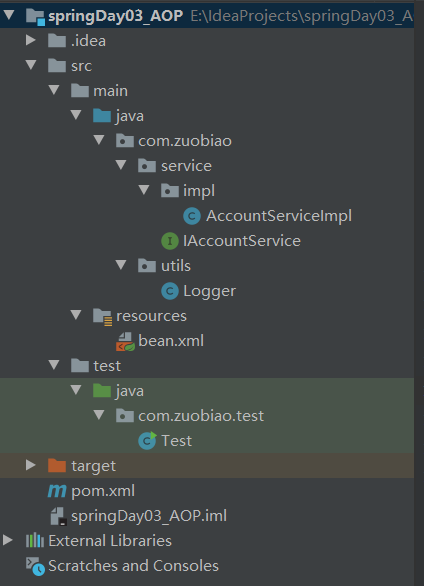 springDay03_AOP E:\IdeaProjects\springDay03_A
.idea
src
main
java
com.zuobiao
service
impl
AccountServiceImpl
IAccountService
utils
Logger
resources
bean.xml
test
java
com.zuobiao.test
Test
target
pom.xml
springDay03_AOP.iml
External Libraries
Scratches and Consoles